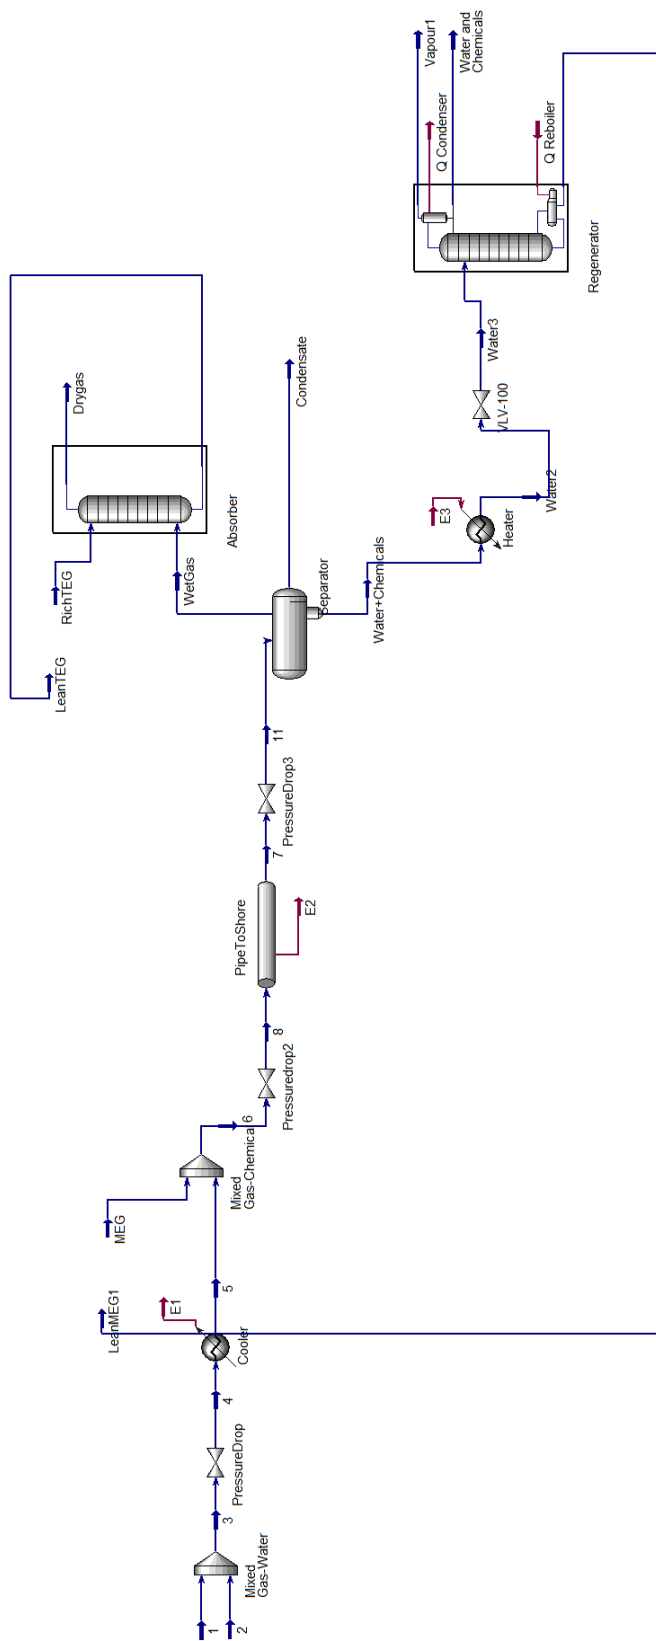 1
2
Mixed
Gas-Water
3
PressureDrop
4
Cooler
E1
LeanMEG1
5
MEG
Mixed
Gas-Chemical
6
Pressuredrop2
8
PipeToShore
E2
7
PressureDrop3
11
LeanTEG
RichTEG
WetGas
Absorber
Drygas
Separator
Condensate
Water+Chemicals
E3
Heater
Water2
VLV-100
Water3
Regenerator
Q Reboiler
Q Condenser
Vapour1
Water and
Chemicals